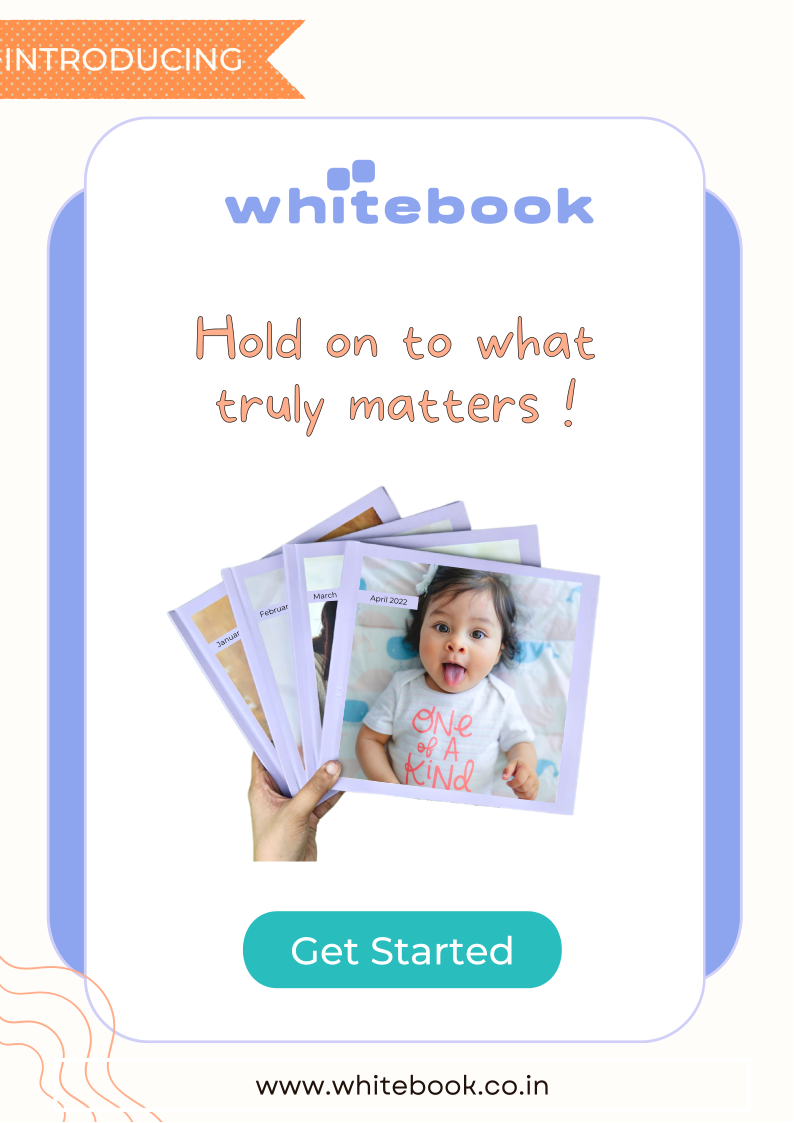 INTRODUCING
whitebook
Hold on to what
truly matters !
Januar
Februar
March
April 2022
ONE
of A
KiNd
Get Started
www.whitebook.co.in